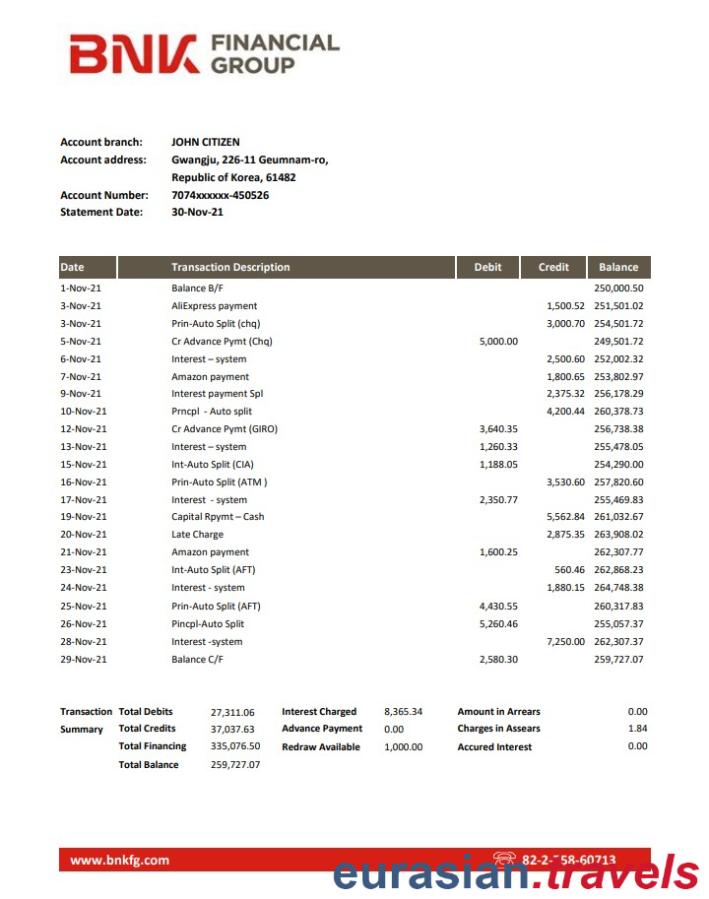 BNK FINANCIAL
GROUP
Account branch: JOHN CITIZEN
Account address: Gwangju, 226-11 Geumnam-ro,
Republic of Korea, 61482
Account Number: 7074xxxxxx-450526
Statement Date: 30-Nov-21
Date Transaction Description Debit Credit Balance
1-Nov-21 Balance B/F 250,000.50
3-Nov-21 AliExpress payment 1,500.52 251,501.02
3-Nov-21 Prin-Auto Split (chq) 3,000.70 254,501.72
5-Nov-21 Cr Advance Pymt (Chq) 5,000.00 249,501.72
6-Nov-21 Interest – system 2,500.60 252,002.32
7-Nov-21 Amazon payment 1,800.65 253,802.97
9-Nov-21 Interest payment Spl 2,375.32 256,178.29
10-Nov-21 Prncpl - Auto split 4,200.44 260,378.73
12-Nov-21 Cr Advance Pymt (GIRO) 3,640.35 256,738.38
13-Nov-21 Interest – system 1,260.33 255,478.05
15-Nov-21 Int-Auto Split (CIA) 1,188.05 254,290.00
16-Nov-21 Prin-Auto Split (ATM ) 3,530.60 257,820.60
17-Nov-21 Interest - system 2,350.77 255,469.83
19-Nov-21 Capital Rpymt – Cash 5,562.84 261,032.67
20-Nov-21 Late Charge 2,875.35 263,908.02
21-Nov-21 Amazon payment 1,600.25 262,307.77
23-Nov-21 Int-Auto Split (AFT) 560.46 262,868.23
24-Nov-21 Interest - system 1,880.15 264,748.38
25-Nov-21 Prin-Auto Split (AFT) 4,430.55 260,317.83
26-Nov-21 Pincpl-Auto Split 5,260.46 255,057.37
28-Nov-21 Interest -system 7,250.00 262,307.37
29-Nov-21 Balance C/F 2,580.30 259,727.07
Transaction Total Debits 27,311.06 Interest Charged 8,365.34 Amount in Arrears 0.00
Summary Total Credits 37,037.63 Advance Payment 0.00 Charges in Assears 1.84
Total Financing 335,076.50 Redraw Available 1,000.00 Accured Interest 0.00
Total Balance 259,727.07
www.bnkfg.com
eurasian.travels